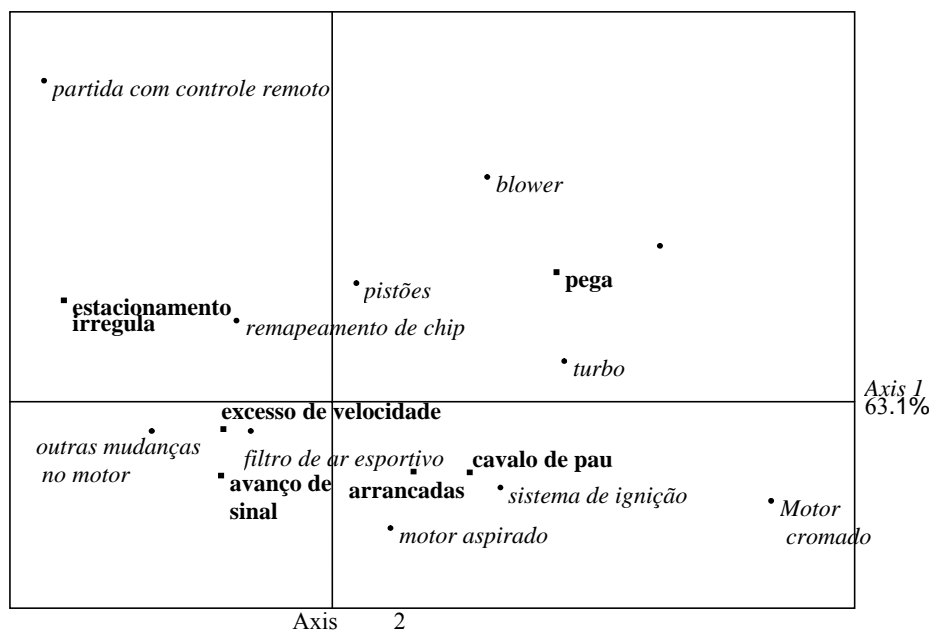 partida com controle remoto
blower
pega
pistões
estacionamento
irregula
remapeamento de chip
turbo
Axis 1
63.1%
excesso de velocidade
outras mudanças
no motor
filtro de ar esportivo
cavalo de pau
avanço de
sinal
arrancadas
sistema de ignição
Motor
cromado
motor aspirado
Axis 2